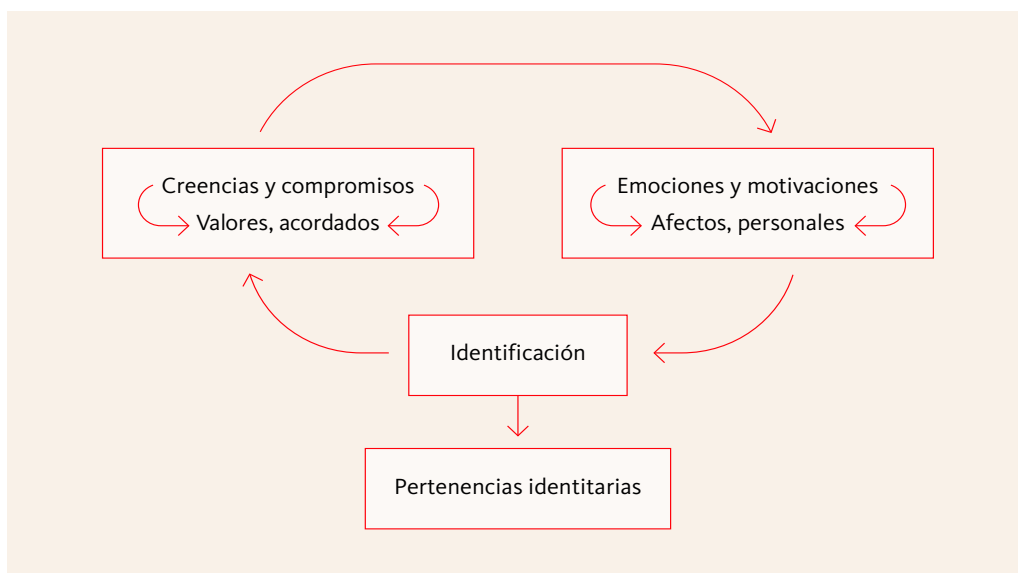 Creencias y compromisos
Valores, acordados
Emociones y motivaciones
Afectos, personales
Identificación
Pertenencias identitarias